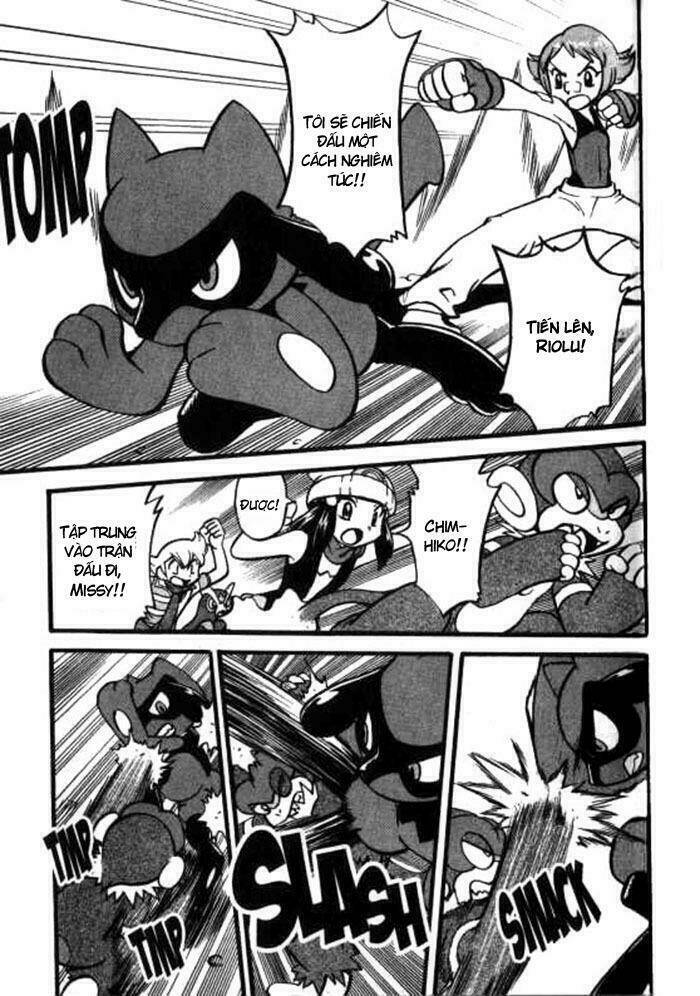 TOMP
TÔI SẼ CHIẾN
ĐẤU MỘT
CÁCH NGHIÊM
TÚC!!
TIẾN LÊN,
RIOLU!
TẬP TRUNG
VÀO TRẬN
ĐẤU ĐI,
MISSY!!
ĐƯỢC!
CHIM-
HIKO!!
TMP
TMP
SLASH
SMACK